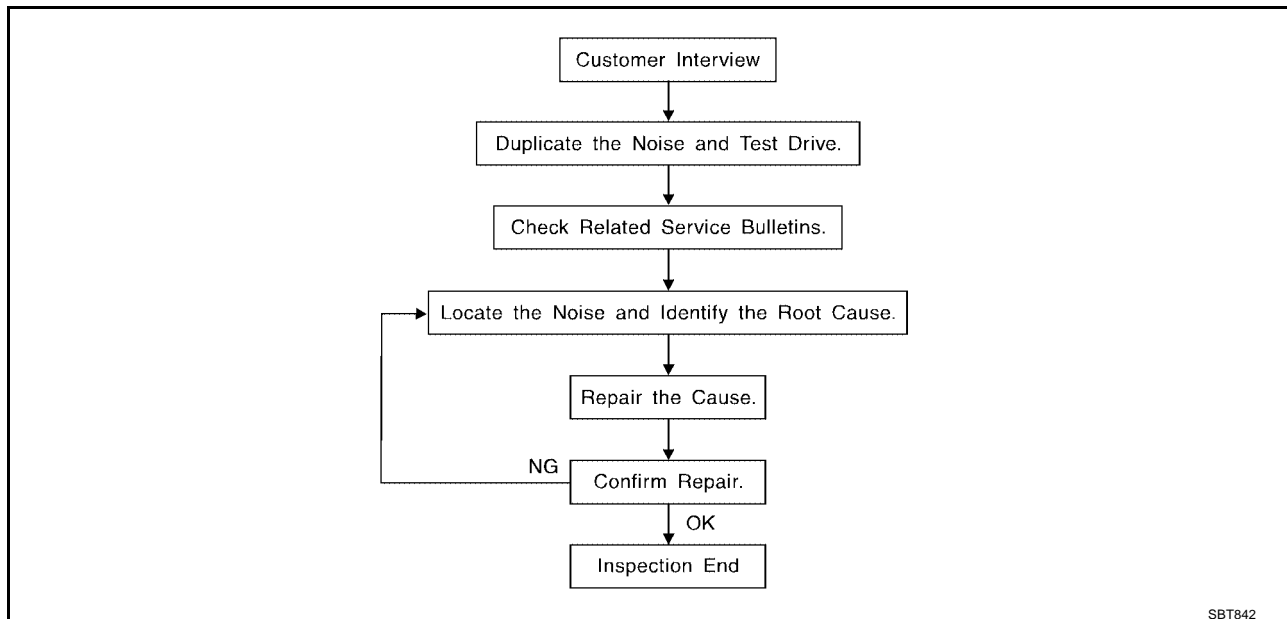 Customer Interview
Duplicate the Noise and Test Drive.
Check Related Service Bulletins.
Locate the Noise and Identify the Root Cause.
Repair the Cause.
NG
Confirm Repair.
OK
Inspection End
SBT842